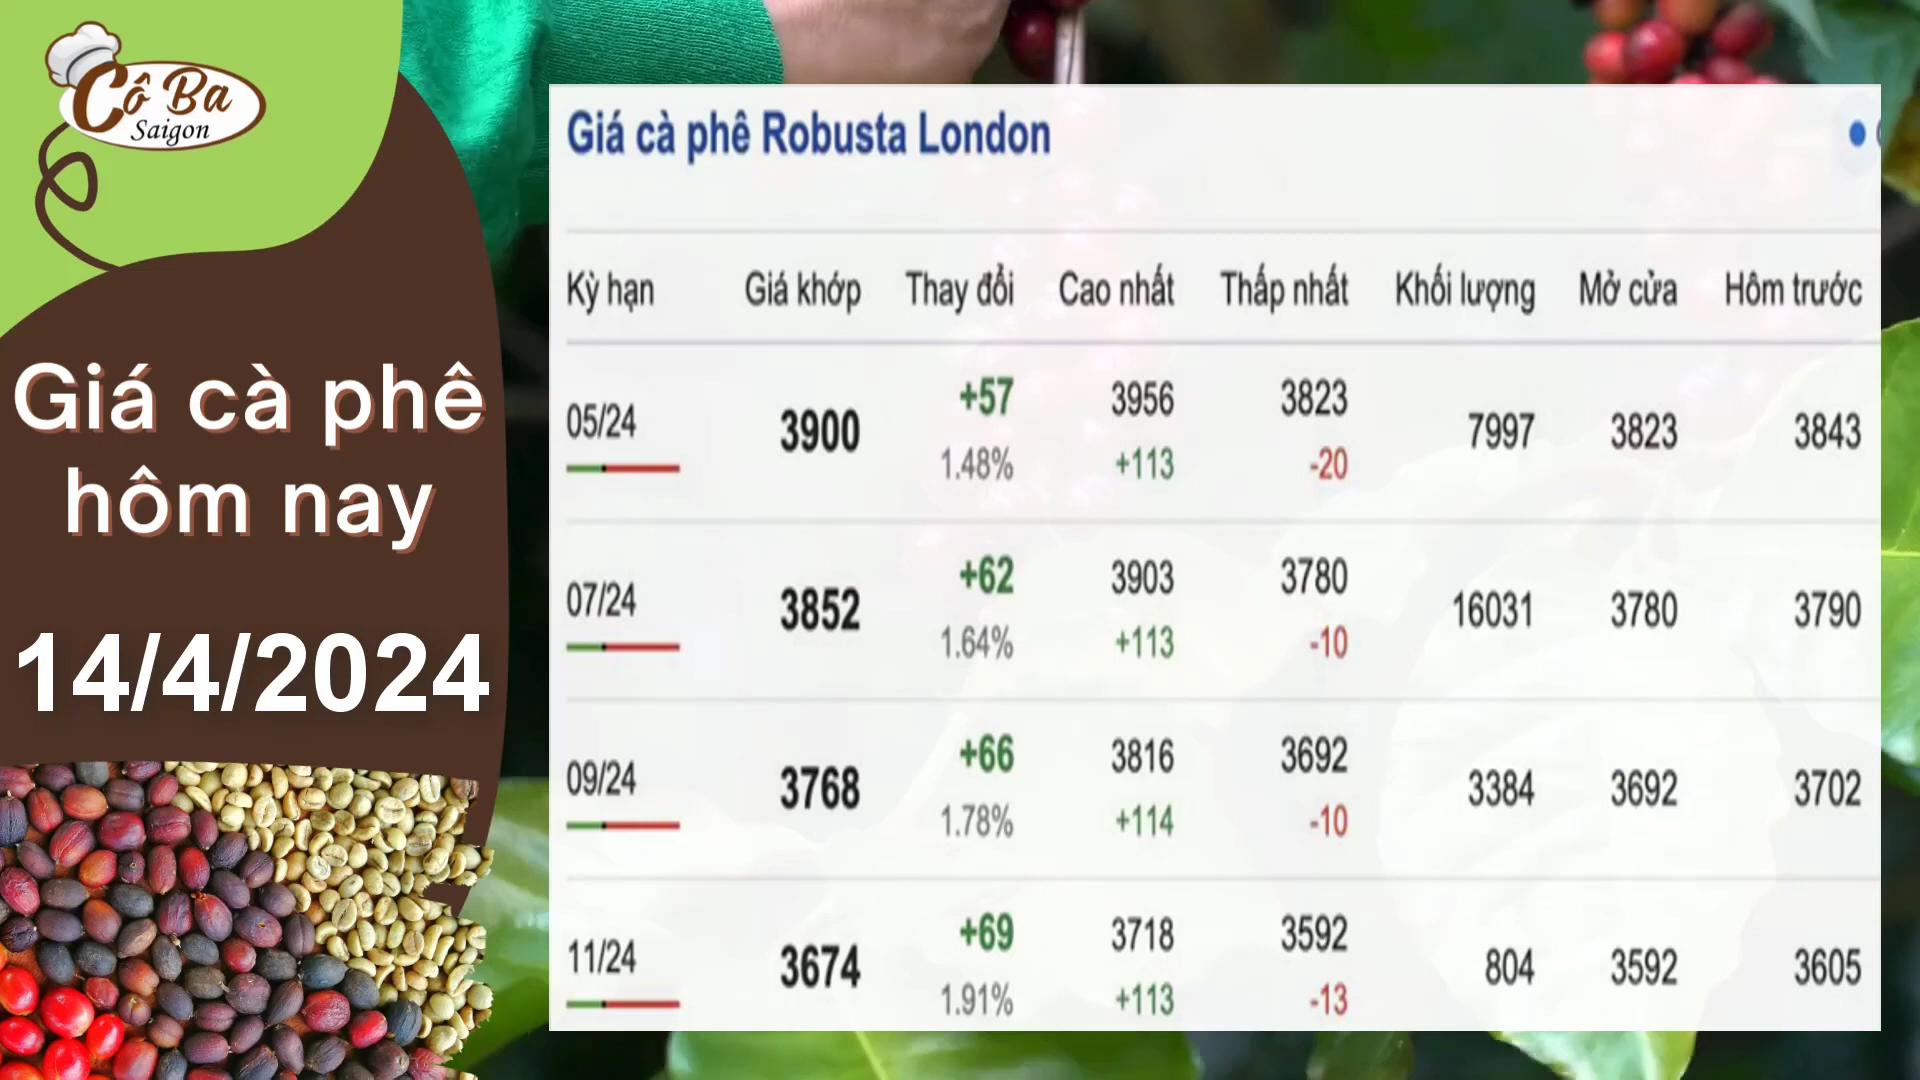 Cô Ba
Saigon
Giá cà phê
hôm nay
14/4/2024
Giá cà phê Robusta London
Kỳ hạn Giá khớp Thay đổi Cao nhất Thấp nhất Khối lượng Mở cửa Hôm trước
05/24 3900 +57 3956 3823 7997 3823 3843
1.48% +113 -20
07/24 3852 +62 3903 3780 16031 3780 3790
1.64% +113 -10
09/24 3768 +66 3816 3692 3384 3692 3702
1.78% +114 -10
11/24 3674 +69 3718 3592 804 3592 3605
1.91% +113 -13